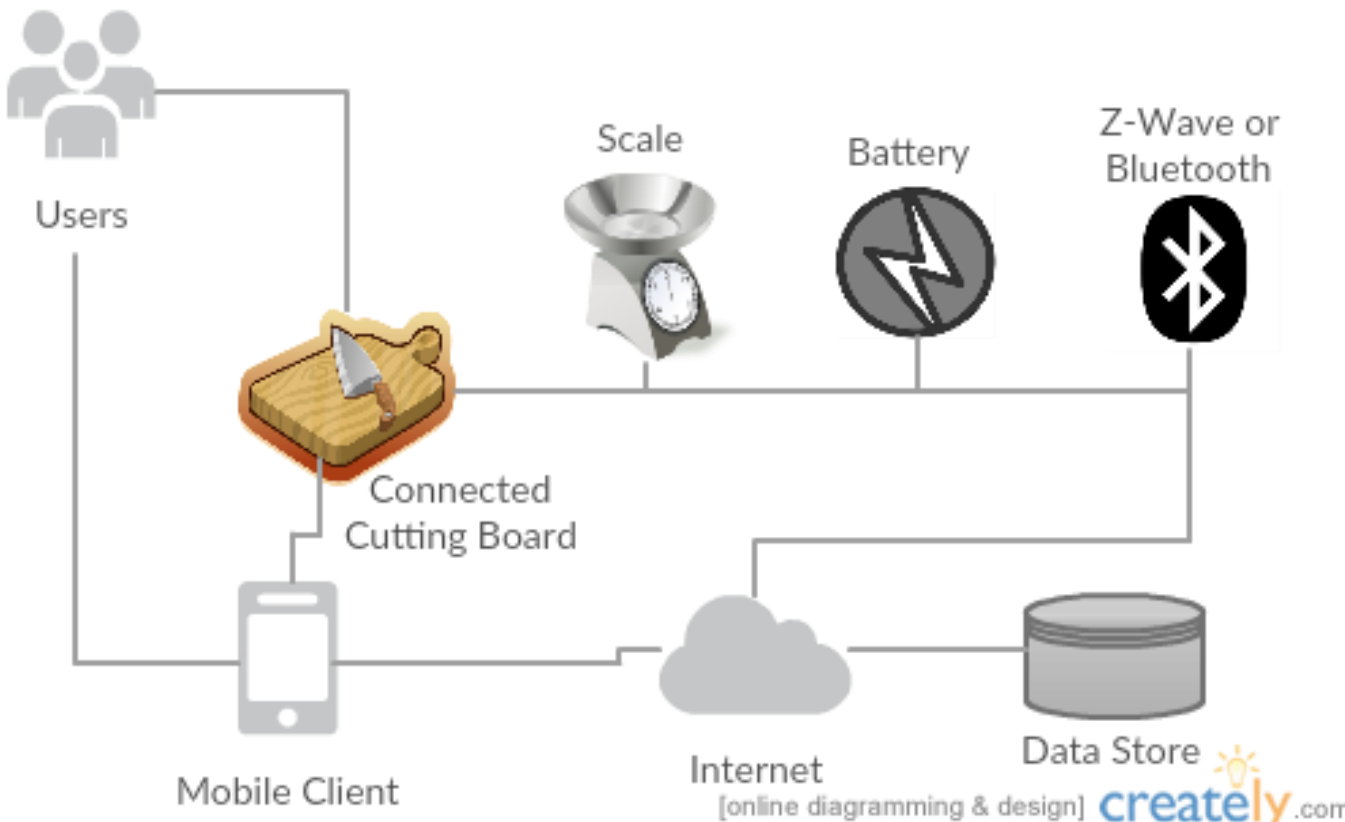 Users
Scale
Battery
Z-Wave or
Bluetooth
Connected
Cutting Board
Mobile Client
Internet
Data Store
[online diagramming & design] creately.com